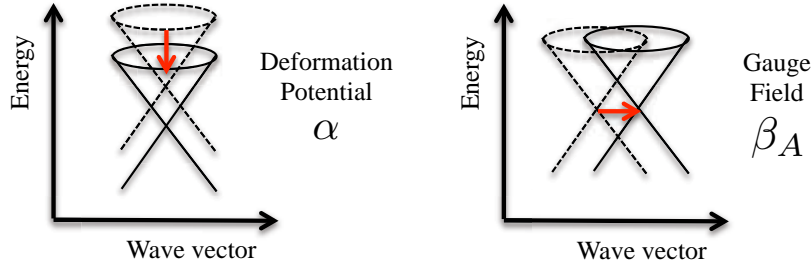 Energy
Deformation
Potential
α
Wave vector
Energy
Gauge
Field
β_A
Wave vector